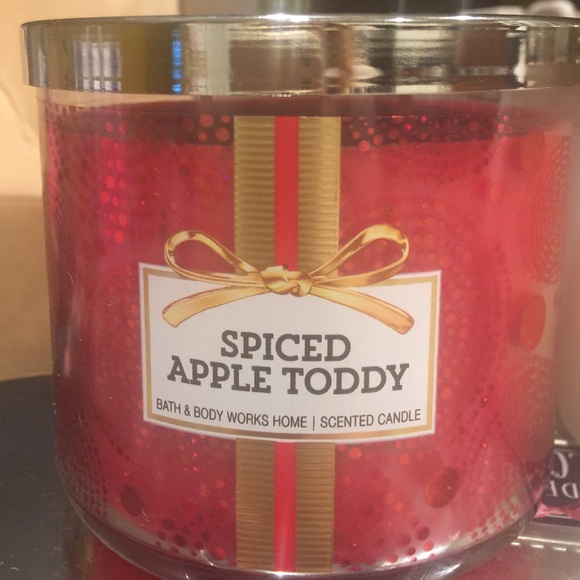 SPICED
APPLE TODDY
BATH & BODY WORKS HOME | SCENTED CANDLE